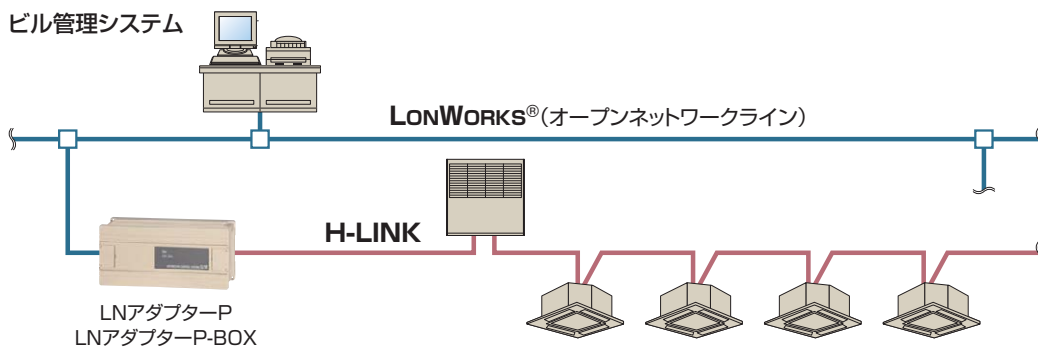 ビル管理システム
LONWORKS®(オープンネットワークライン)
H-LINK
LNアダプターP
LNアダプターP-BOX